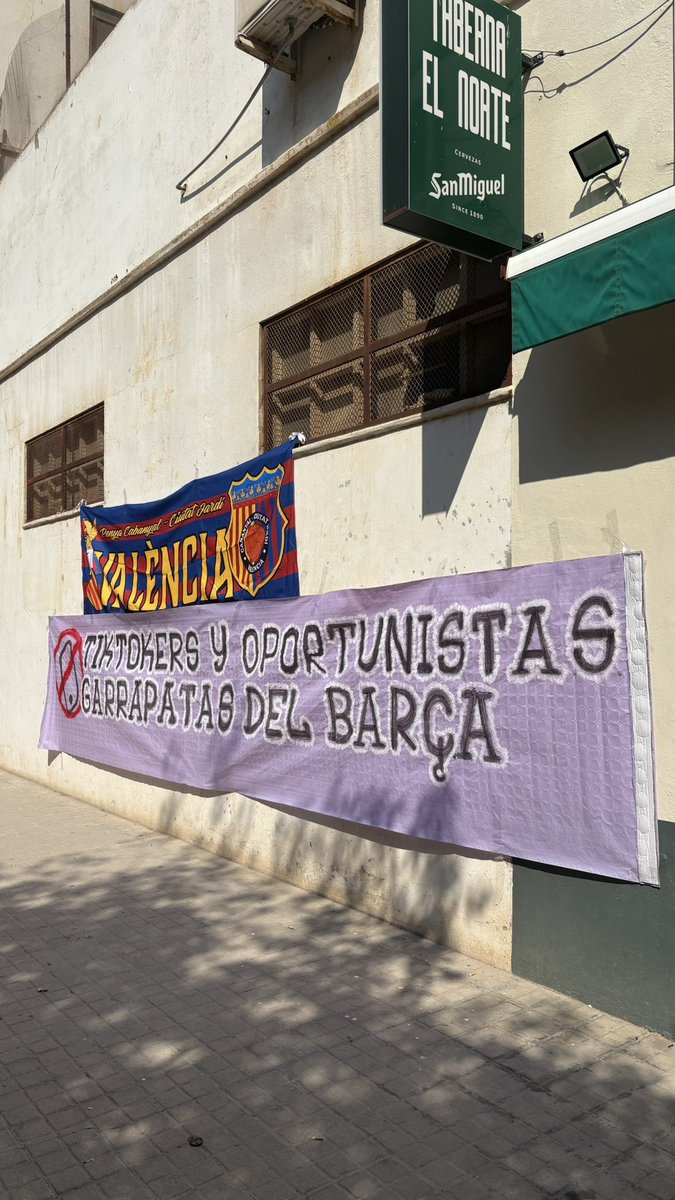 TABERNA
EL NORTE
CERVEZAS
SanMiguel
SINCE 1890
Penya Cabanyal - Ciutat Jardí
VALÈNCIA
TIKTOKERS Y OPORTUNISTAS
GARRAPATAS DEL BARÇA